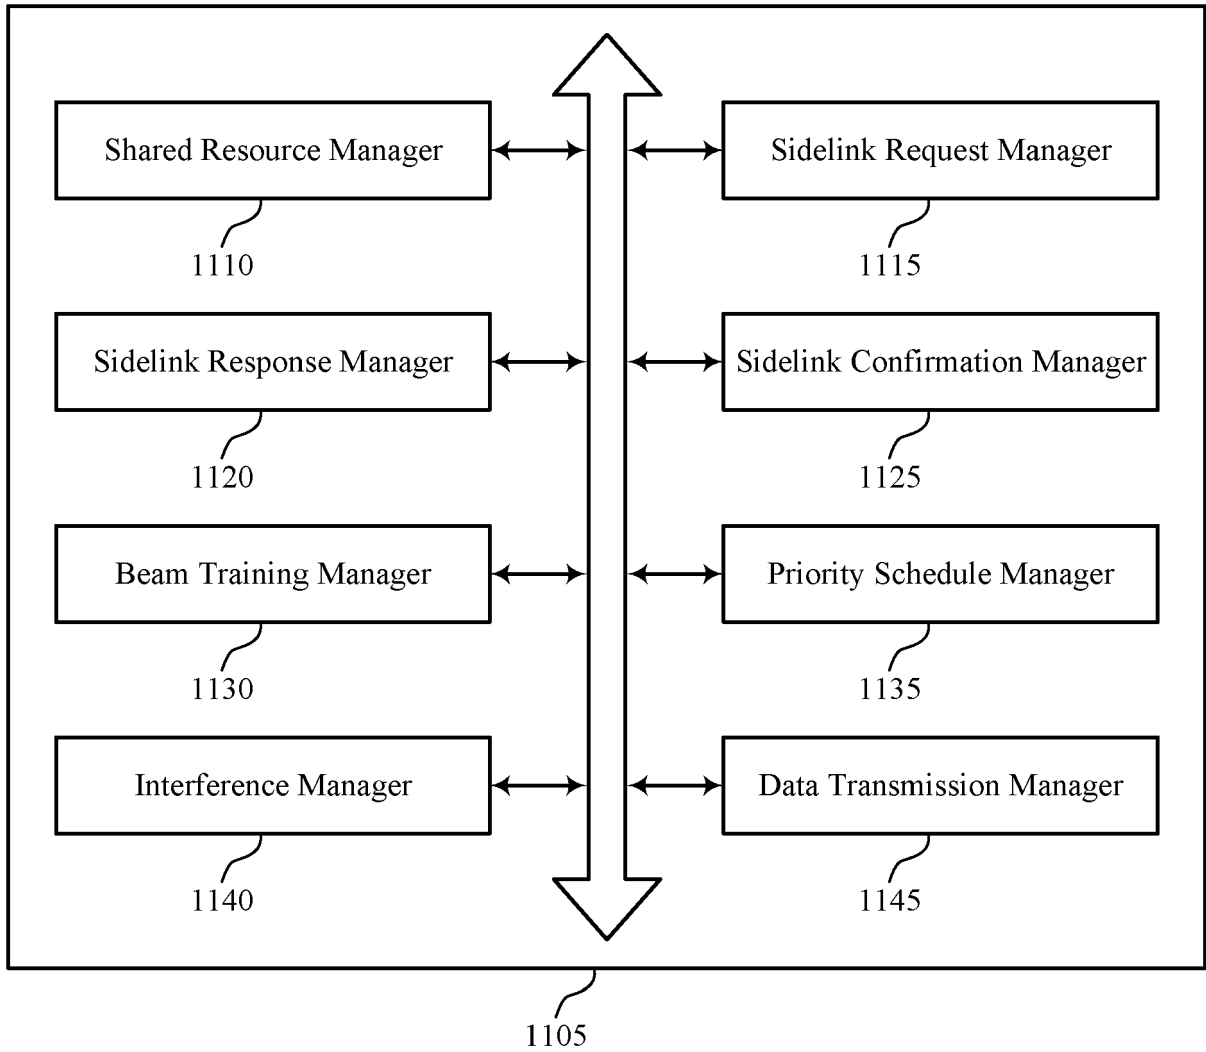 Shared Resource Manager
Sidelink Request Manager
1110
1115
Sidelink Response Manager
Sidelink Confirmation Manager
1120
1125
Beam Training Manager
Priority Schedule Manager
1130
1135
Interference Manager
Data Transmission Manager
1140
1145
1105